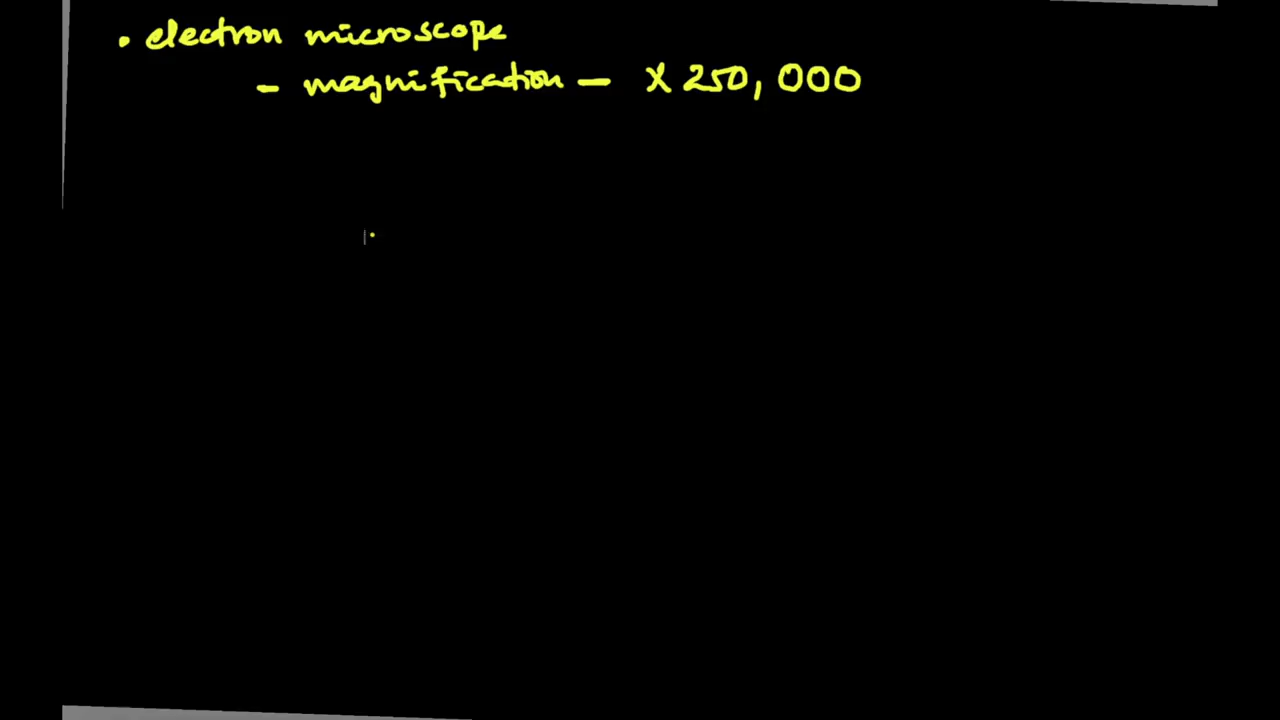 • electron microscope
- magnification - X 250,000